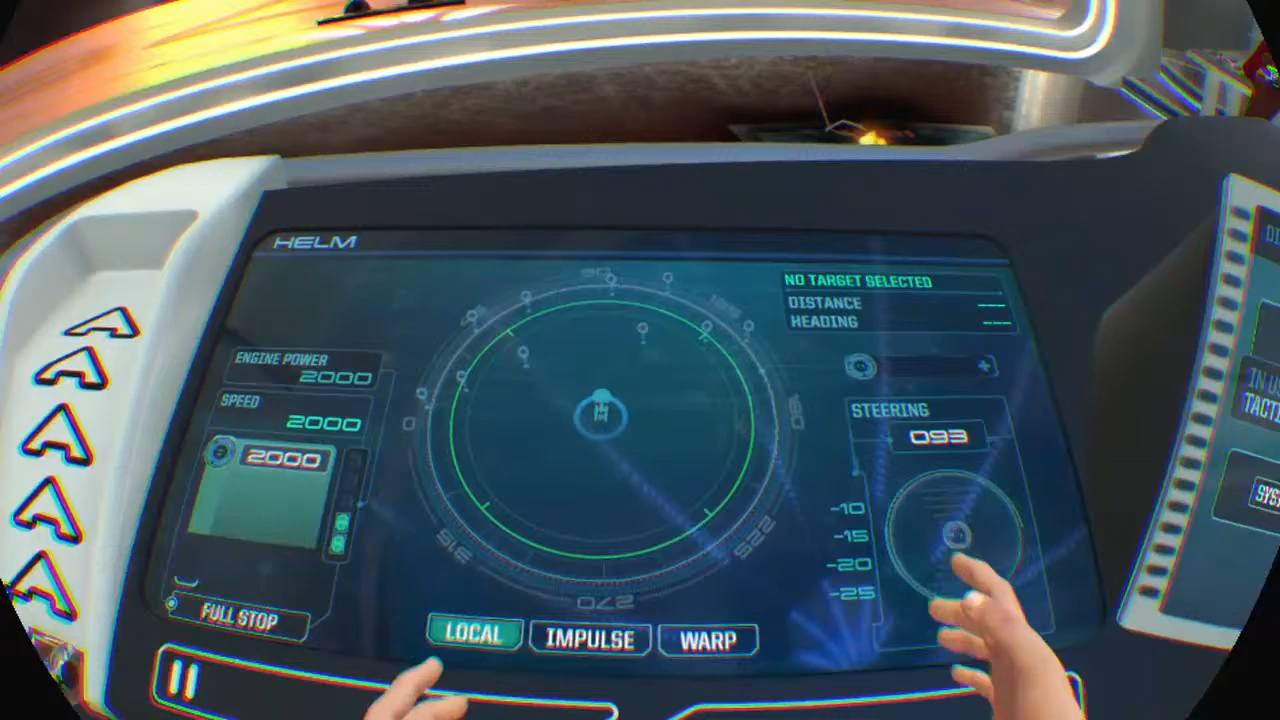 HELM
NO TARGET SELECTED
DISTANCE ---
HEADING ---
ENGINE POWER
2000
SPEED
2000
2000
FULL STOP
90
0
180
315
270
225
STEERING
093
-10
-15
-20
-25
LOCAL IMPULSE WARP